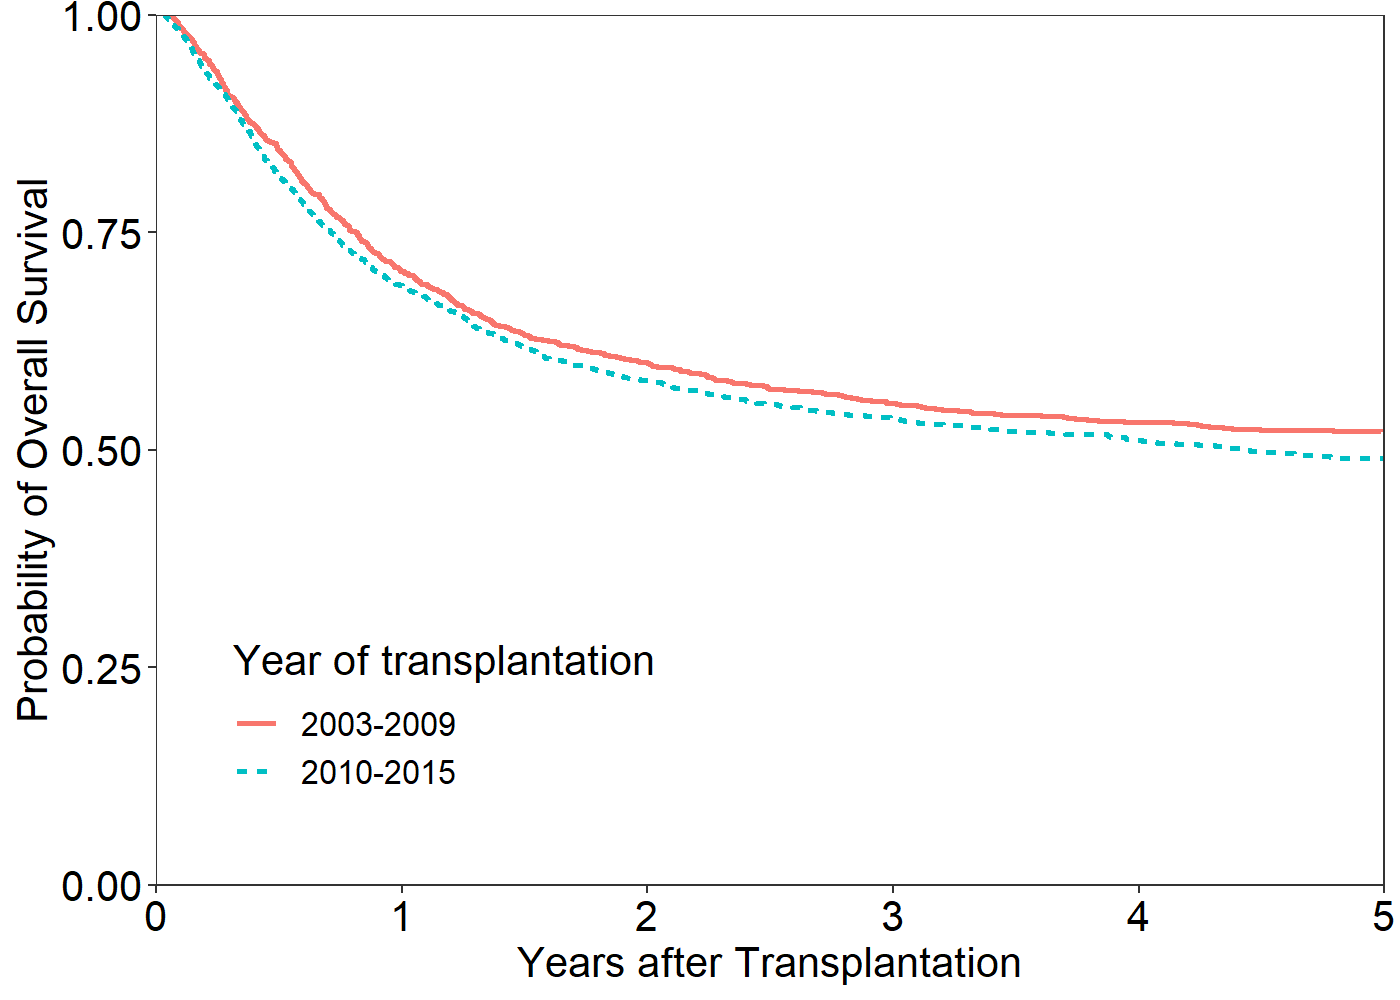 Probability of Overall Survival
1.00
0.75
0.50
0.25
0.00
Year of transplantation
2003-2009
2010-2015
0 1 2 3 4 5
Years after Transplantation